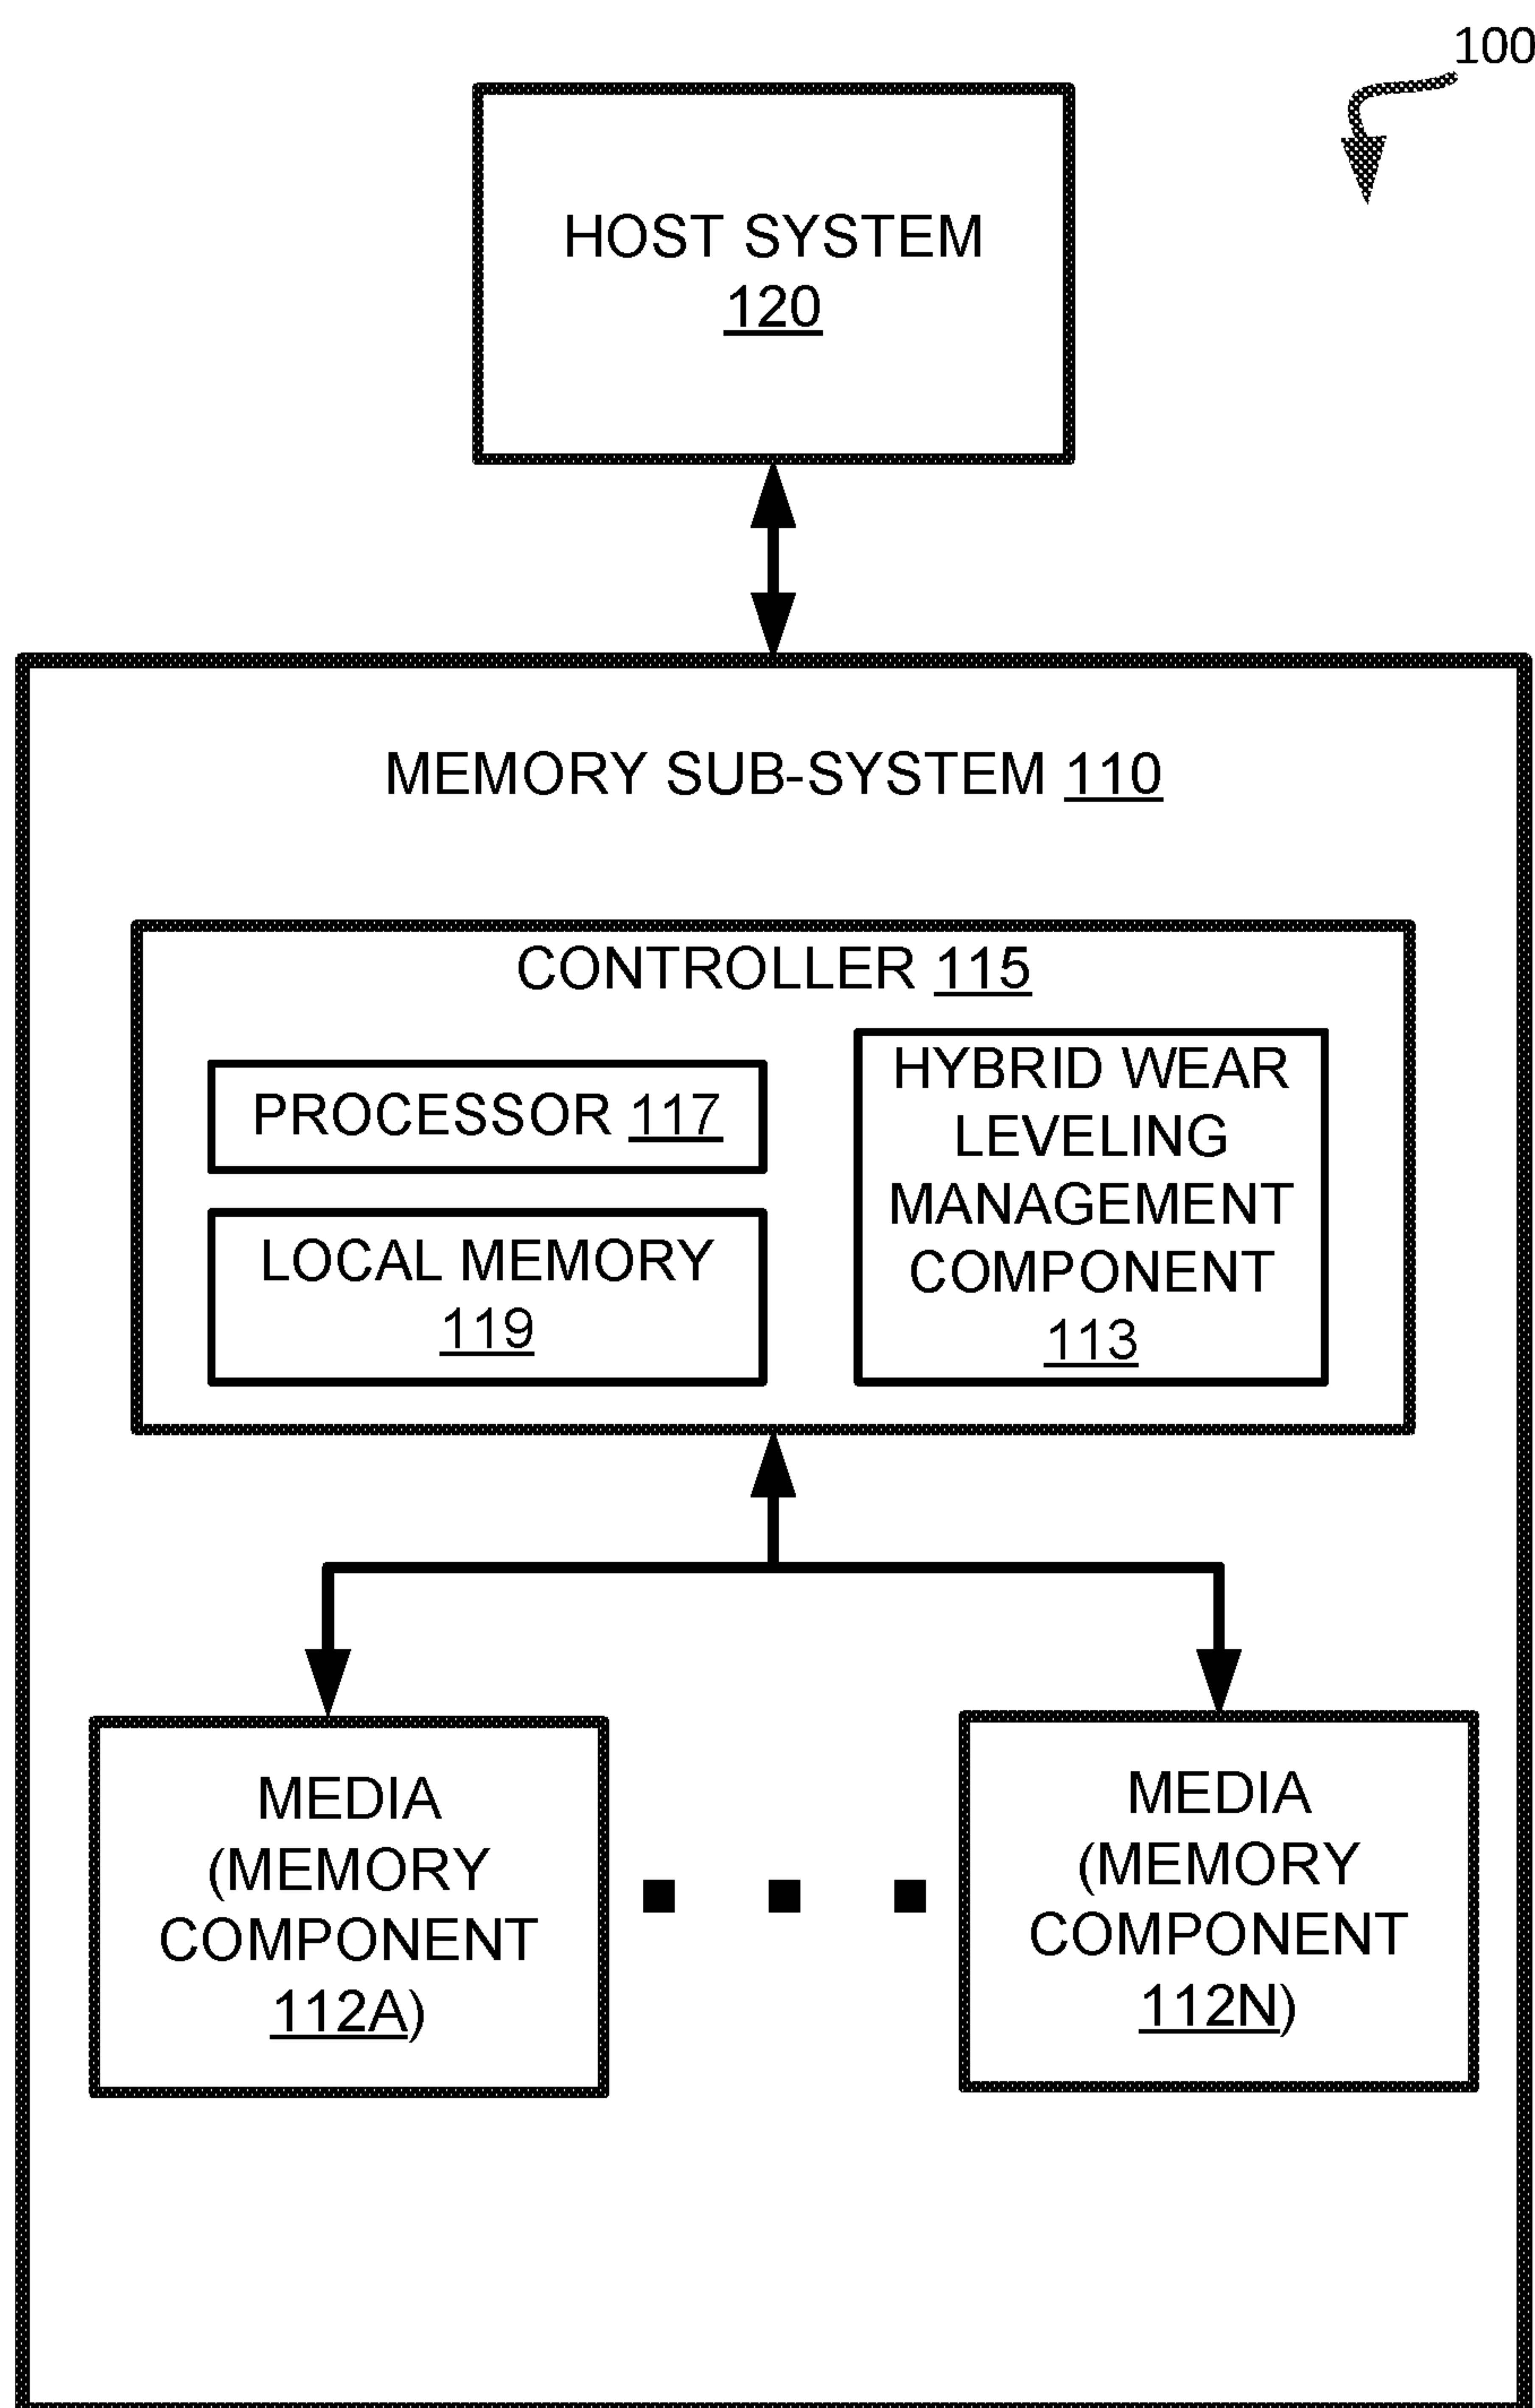 100
HOST SYSTEM
120
MEMORY SUB-SYSTEM 110
CONTROLLER 115
PROCESSOR 117
LOCAL MEMORY
119
HYBRID WEAR
LEVELING
MANAGEMENT
COMPONENT
113
MEDIA
(MEMORY
COMPONENT
112A)
MEDIA
(MEMORY
COMPONENT
112N)